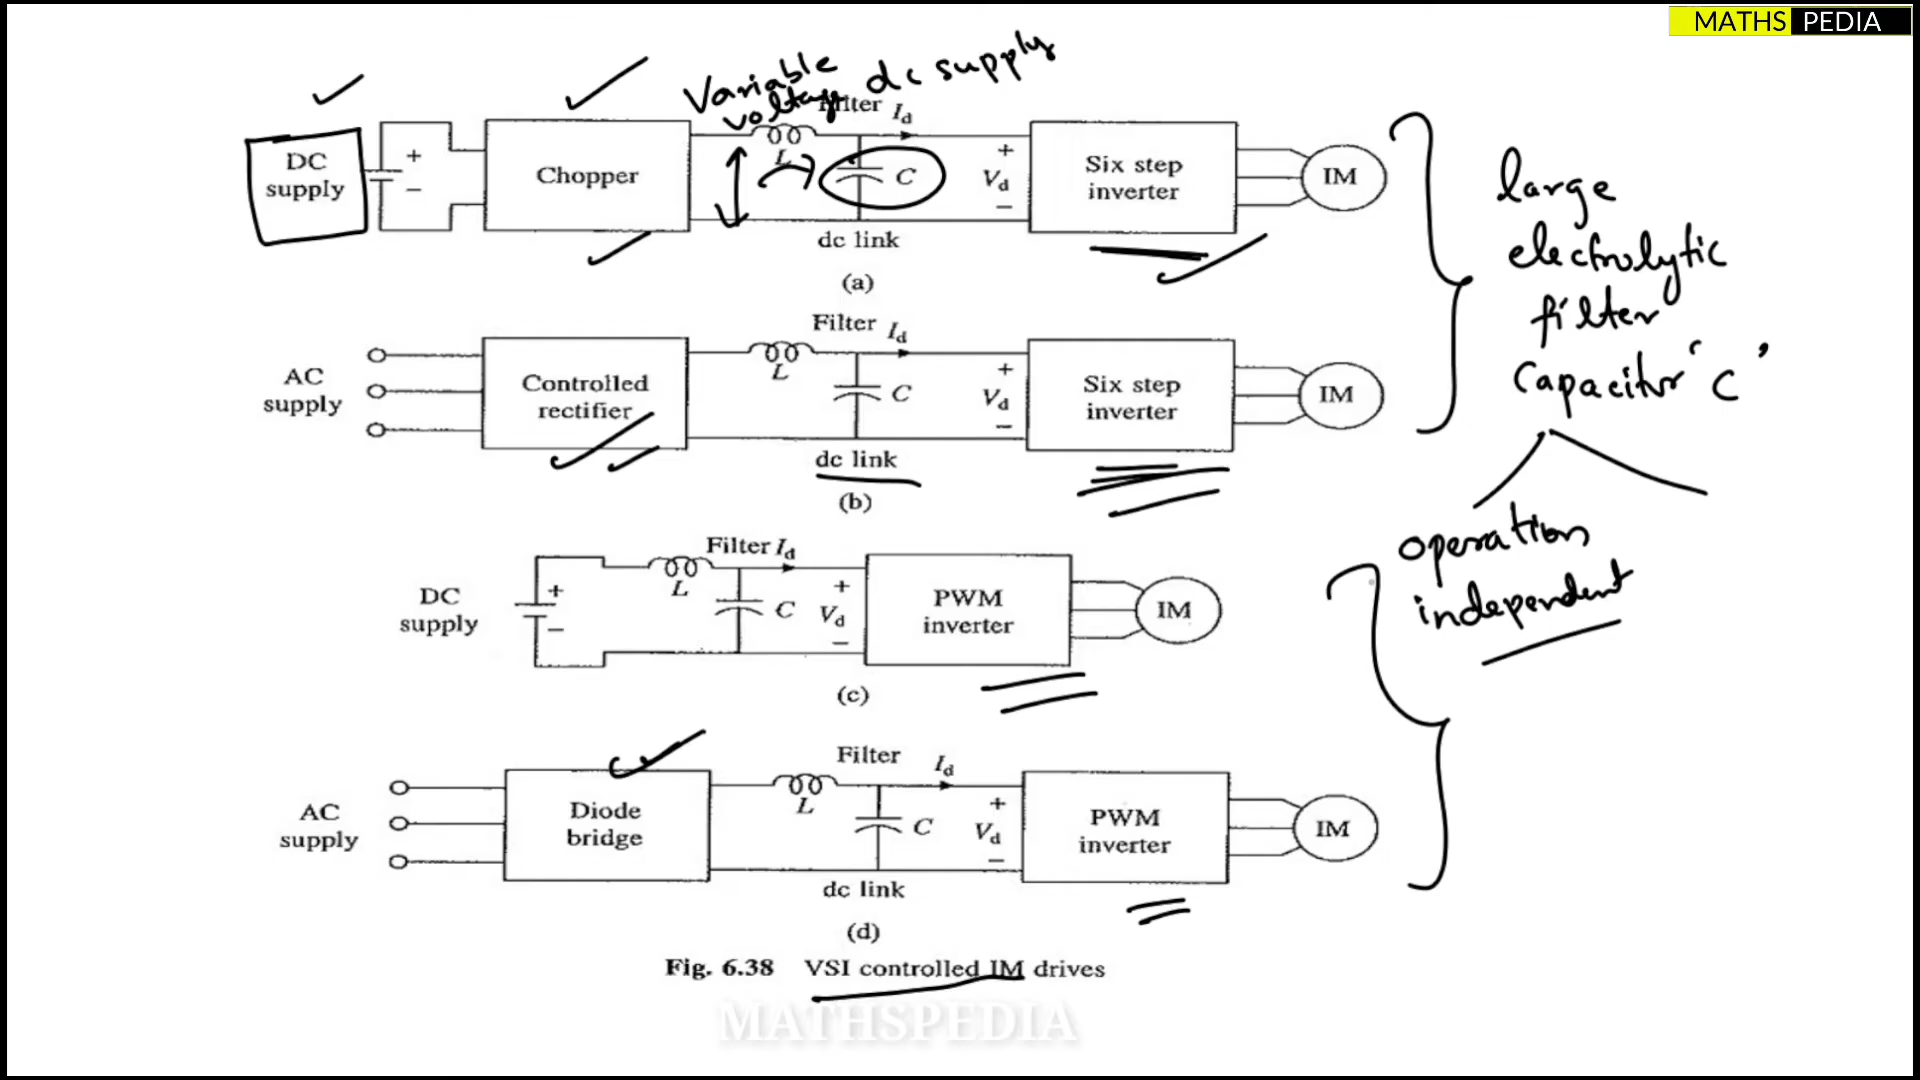 MATHS PEDIA
Variable
voltage
dc supply
Filter
Id
DC
supply
+
−
Chopper
L
C
+
Vd
−
Six step
inverter
IM
dc link
(a)
large
electrolytic
filter
capacitor "C"
operation
independent
Filter
Id
AC
supply
Controlled
rectifier
L
C
+
Vd
−
Six step
inverter
IM
dc link
(b)
Filter Id
DC
supply
+
−
L
C
+
Vd
−
PWM
inverter
IM
(c)
Filter
Id
AC
supply
Diode
bridge
L
C
+
Vd
−
PWM
inverter
IM
dc link
(d)
Fig. 6.38 VSI controlled IM drives
MATHSPEDIA